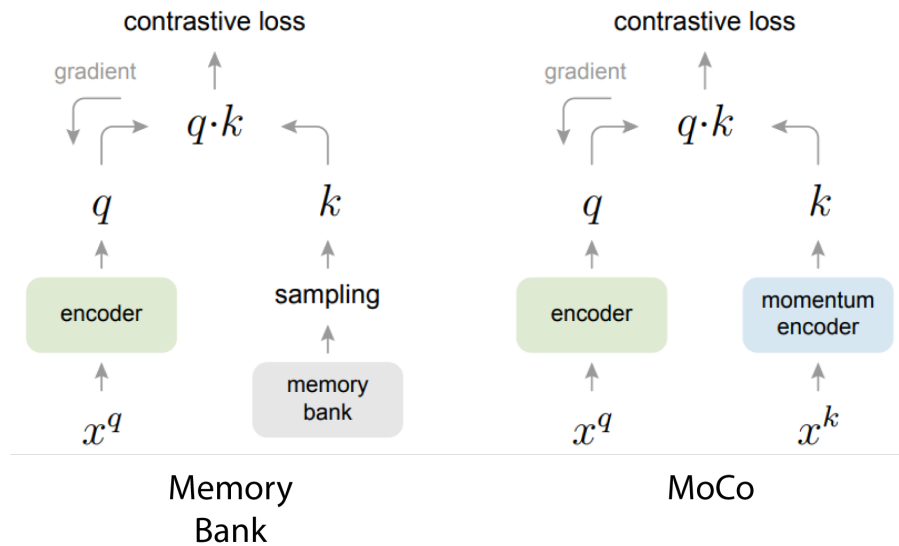 contrastive loss
gradient
q·k
q
k
sampling
encoder
memory
bank
x^q
Memory
Bank
contrastive loss
gradient
q·k
q
k
encoder
momentum
encoder
x^q
x^k
MoCo